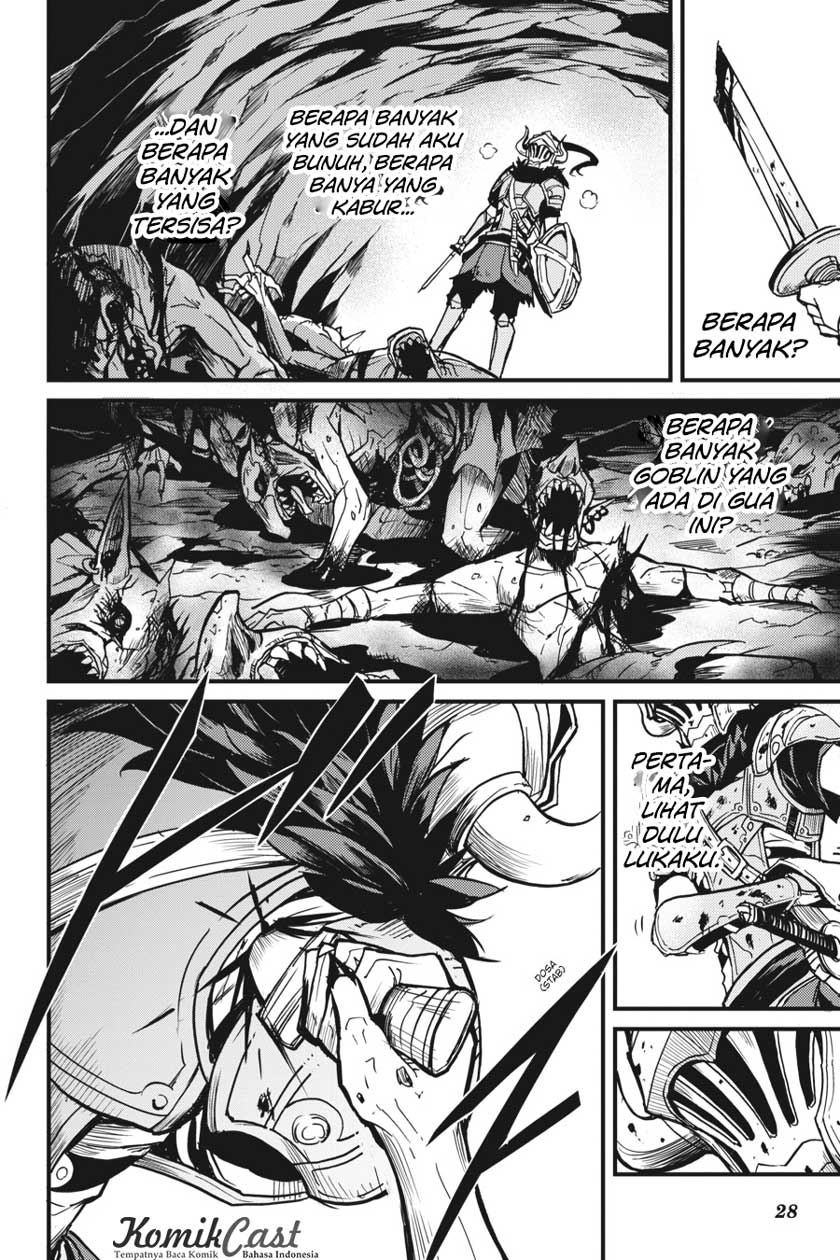 BERAPA
BANYAK?
BERAPA BANYAK
YANG SUDAH AKU
BUNUH, BERAPA
BANYA YANG
KABUR...
...DAN
BERAPA
BANYAK
YANG
TERSISA?
BERAPA
BANYAK
GOBLIN YANG
ADA DI GUA
INI?
PERTA-
MA,
LIHAT
DULU
LUKAKU.
DOSA
(STAB)
28
KomikCast
Tempatnya Baca Komik Bahasa Indonesia